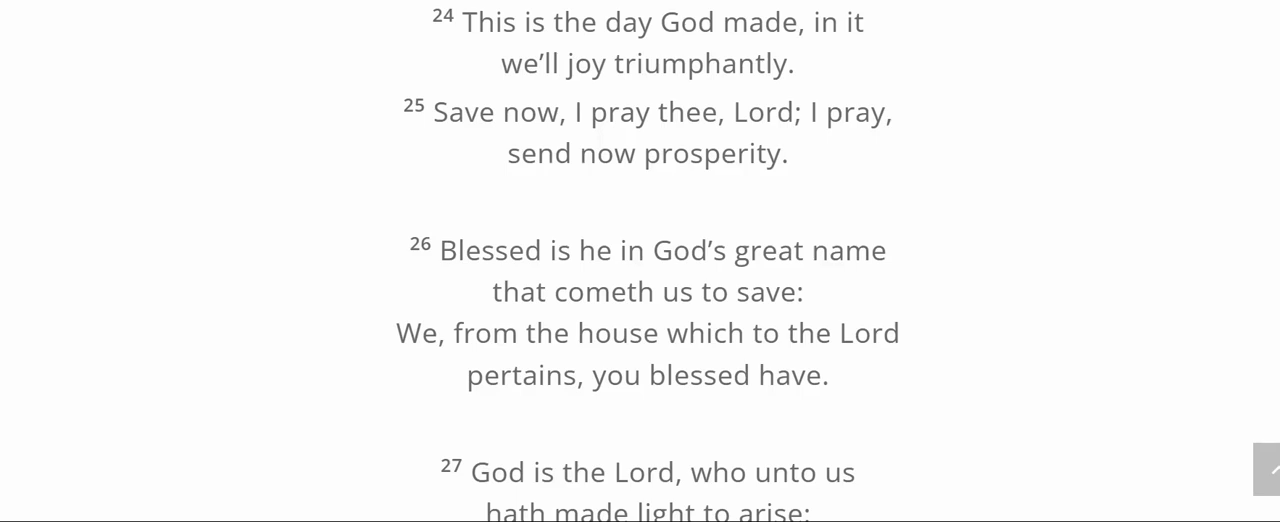 24 This is the day God made, in it
we’ll joy triumphantly.
25 Save now, I pray thee, Lord; I pray,
send now prosperity.
26 Blessed is he in God’s great name
that cometh us to save:
We, from the house which to the Lord
pertains, you blessed have.
27 God is the Lord, who unto us
hath made light to arise: